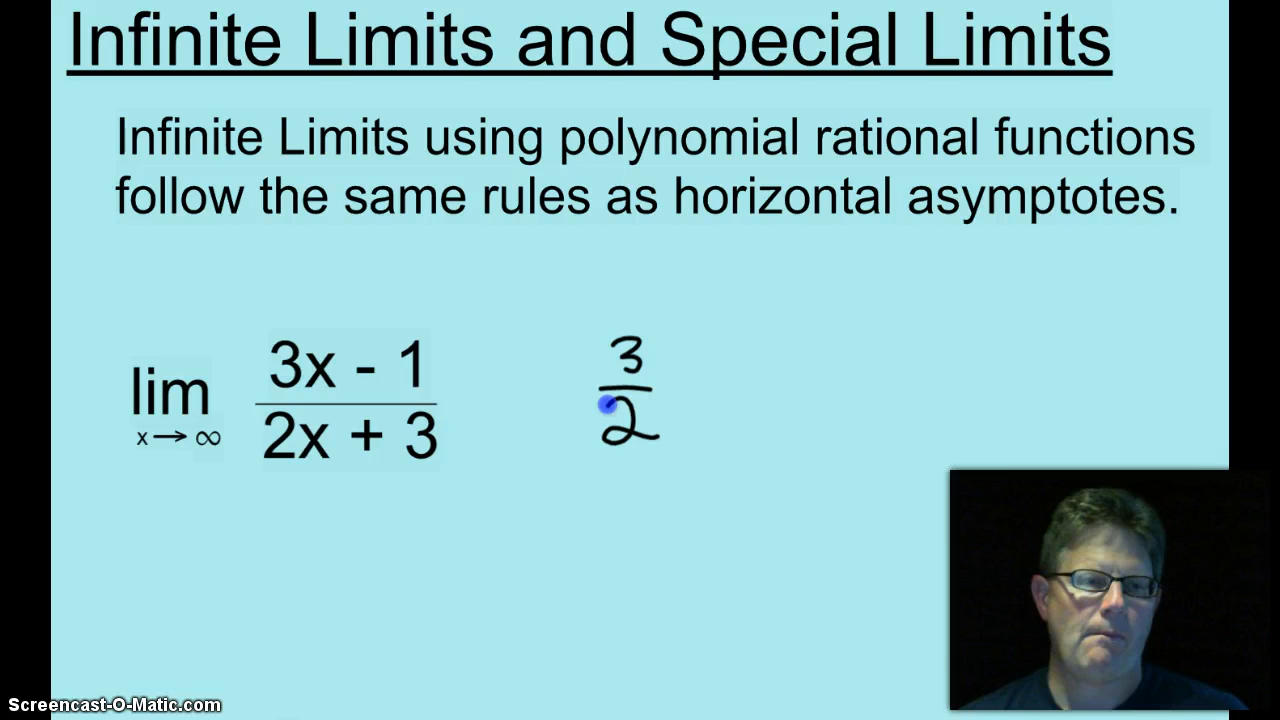 Infinite Limits and Special Limits
Infinite Limits using polynomial rational functions
follow the same rules as horizontal asymptotes.
3x - 1
lim
x → ∞
2x + 3
3
2
Screencast-O-Matic.com